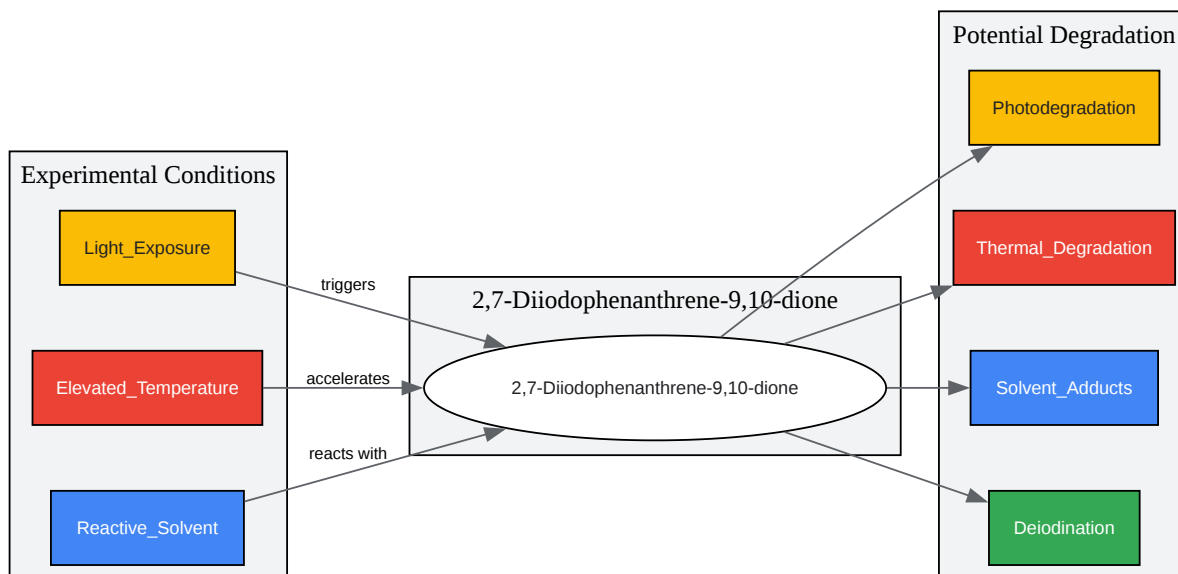 Experimental Conditions
Light_Exposure
Elevated_Temperature
Reactive_Solvent
triggers
accelerates
reacts with
2,7-Diiodophenanthrene-9,10-dione
2,7-Diiodophenanthrene-9,10-dione
Potential Degradation
Photodegradation
Thermal_Degradation
Solvent_Adducts
Deiodination